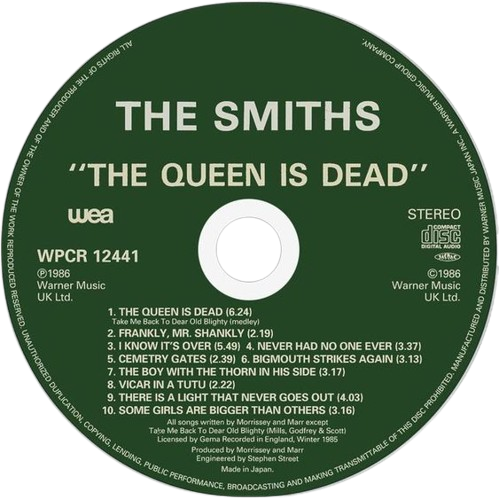 THE SMITHS
"THE QUEEN IS DEAD"
wea
STEREO
COMPACT
disc
DIGITAL AUDIO
WPCR 12441
℗1986
Warner Music
UK Ltd.
©1986
Warner Music
UK Ltd.
1. THE QUEEN IS DEAD (6.24)
Take Me Back To Dear Old Blighty (medley)
2. FRANKLY, MR. SHANKLY (2.19)
3. I KNOW IT'S OVER (5.49) 4. NEVER HAD NO ONE EVER (3.37)
5. CEMETRY GATES (2.39) 6. BIGMOUTH STRIKES AGAIN (3.13)
7. THE BOY WITH THE THORN IN HIS SIDE (3.17)
8. VICAR IN A TUTU (2.22)
9. THERE IS A LIGHT THAT NEVER GOES OUT (4.03)
10. SOME GIRLS ARE BIGGER THAN OTHERS (3.16)
All songs written by Morrissey and Marr except
Take Me Back To Dear Old Blighty (Mills, Godfrey & Scott)
Licensed by Gema Recorded in England, Winter 1985
Produced by Morrissey and Marr
Engineered by Stephen Street
Made in Japan.
ALL RIGHTS OF THE PRODUCER AND OF THE OWNER OF THE WORK REPRODUCED RESERVED. UNAUTHORIZED DUPLICATION, COPYING, LENDING, PUBLIC PERFORMANCE, BROADCASTING AND MAKING TRANSMITTABLE OF THIS DISC PROHIBITED. MANUFACTURED AND DISTRIBUTED BY WARNER MUSIC JAPAN INC., A WARNER MUSIC GROUP COMPANY.